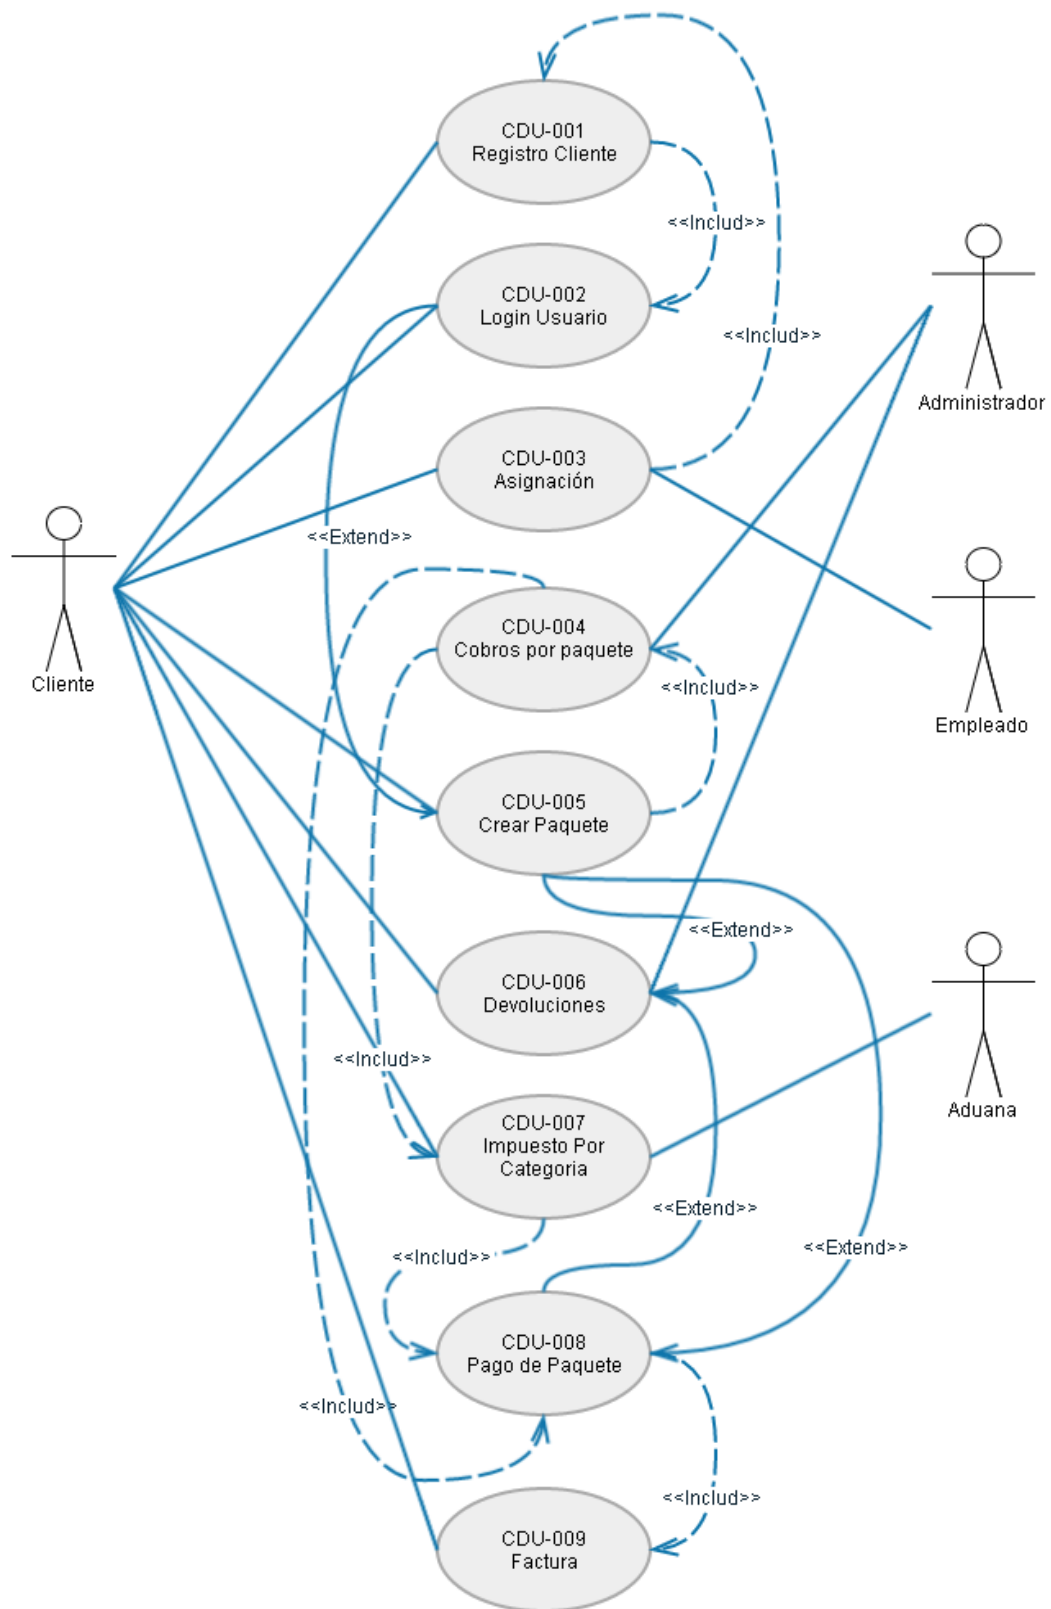 CDU-001
Registro Cliente
<<Includ>>
CDU-002
Login Usuario
<<Includ>>
Administrador
CDU-003
Asignación
<<Extend>>
Cliente
CDU-004
Cobros por paquete
<<Includ>>
Empleado
CDU-005
Crear Paquete
<<Extend>>
CDU-006
Devoluciones
<<Includ>>
Aduana
CDU-007
Impuesto Por
Categoria
<<Extend>>
<<Extend>>
<<Includ>>
CDU-008
Pago de Paquete
<<Includ>>
<<Includ>>
CDU-009
Factura